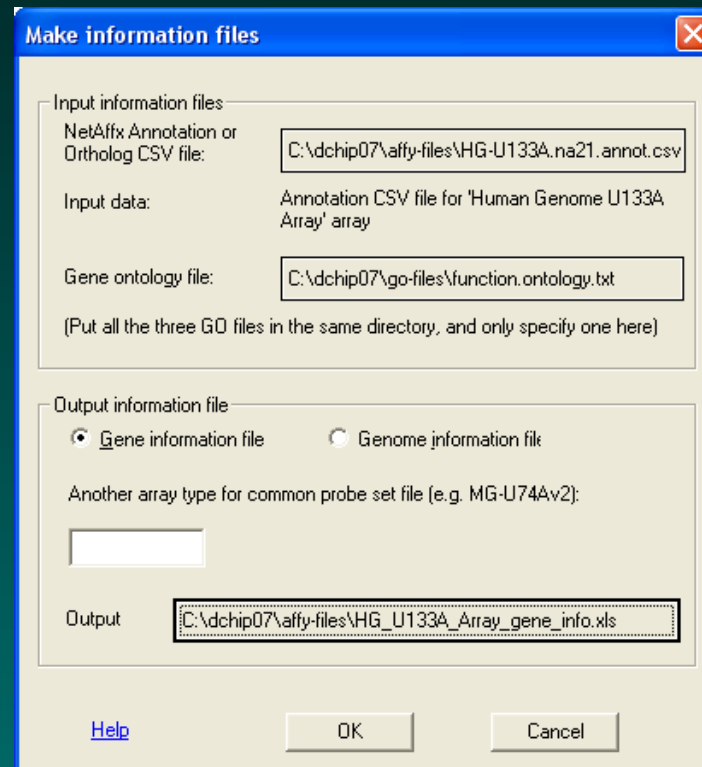 Make information files
Input information files
NetAffx Annotation or
Ortholog CSV file:
C:\dchip07\affy-files\HG-U133A.na21.annot.csv
Input data:
Annotation CSV file for 'Human Genome U133A
Array' array
Gene ontology file:
C:\dchip07\go-files\function.ontology.txt
(Put all the three GO files in the same directory, and only specify one here)
Output information file
Gene information file
Genome information file
Another array type for common probe set file (e.g. MG-U74Av2):
Output
C:\dchip07\affy-files\HG_U133A_Array_gene_info.xls
Help
OK
Cancel